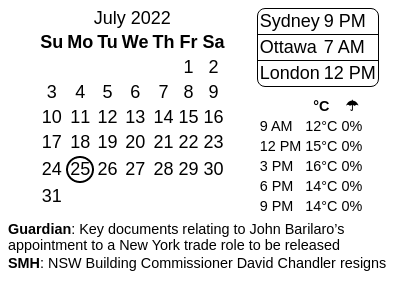 July 2022
Su Mo Tu We Th Fr Sa
1 2
3 4 5 6 7 8 9
10 11 12 13 14 15 16
17 18 19 20 21 22 23
24 25 26 27 28 29 30
31
Sydney 9 PM
Ottawa 7 AM
London 12 PM
°C ☂
9 AM 12°C 0%
12 PM 15°C 0%
3 PM 16°C 0%
6 PM 14°C 0%
9 PM 14°C 0%
Guardian: Key documents relating to John Barilaro’s
appointment to a New York trade role to be released
SMH: NSW Building Commissioner David Chandler resigns